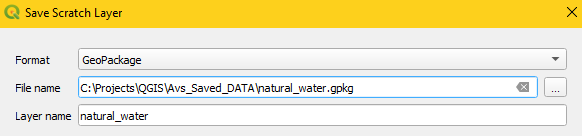 Save Scratch Layer
Format GeoPackage
File name C:\Projects\QGIS\Avs_Saved_DATA\natural_water.gpkg ...
Layer name natural_water